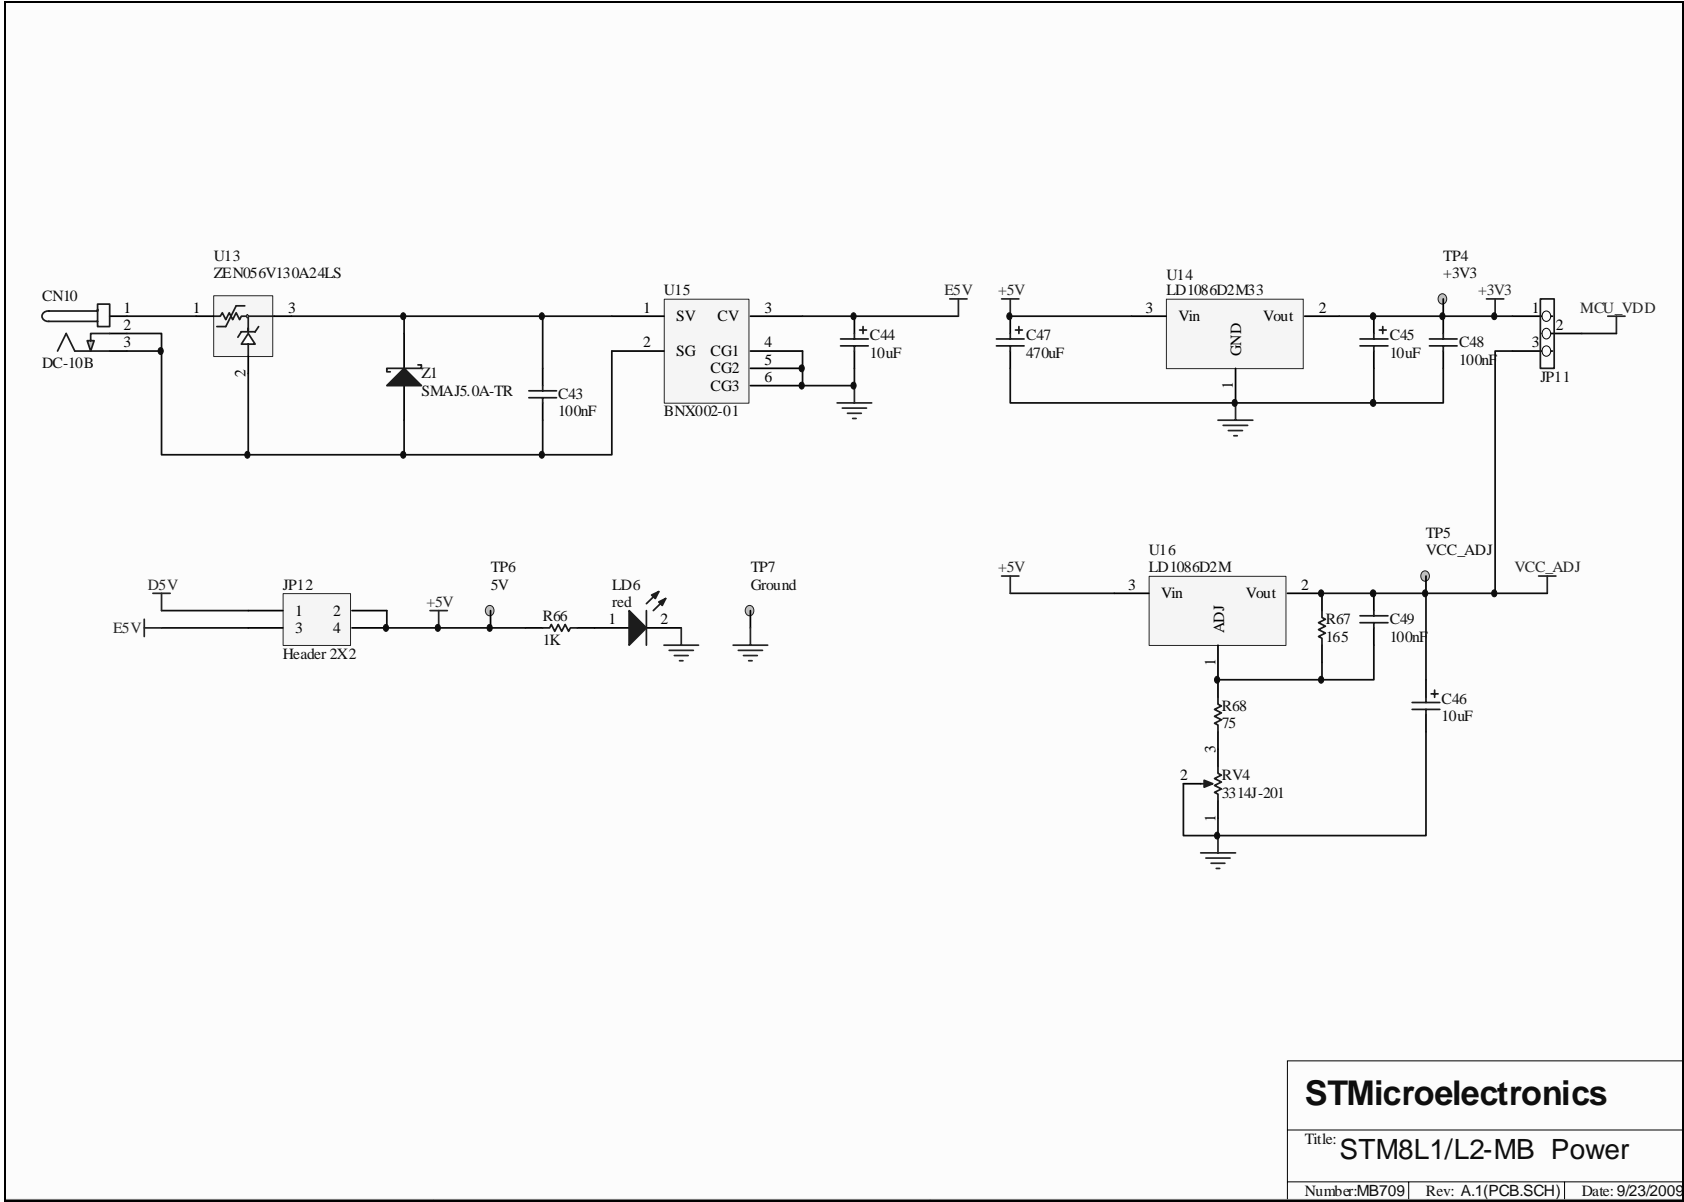 U13
ZEN056V130A24LS
CN10
1
2
3
DC-10B
1
3
2
Z1
SMAJ5.0A-TR
C43
100nF
U15
1
SV
CV
3
2
SG
CG1
4
CG2
5
CG3
6
BNX002-01
+
C44
10uF
E5V
+5V
+
C47
470uF
U14
LD1086D2M33
3
Vin
Vout
2
GND
1
+
C45
10uF
TP4
+3V3
C48
100nF
+3V3
1
2
3
JP11
MCU_VDD
D5V
E5V
JP12
1 2
3 4
Header 2X2
+5V
TP6
5V
R66
1K
LD6
red
1
2
TP7
Ground
+5V
U16
LD1086D2M
3
Vin
Vout
2
ADJ
1
R67
165
C49
100nF
TP5
VCC_ADJ
VCC_ADJ
+
C46
10uF
R68
75
3
2
RV4
3314J-201
1
STMicroelectronics
Title: STM8L1/L2-MB Power
Number:MB709 Rev: A.1(PCB.SCH) Date: 9/23/2009